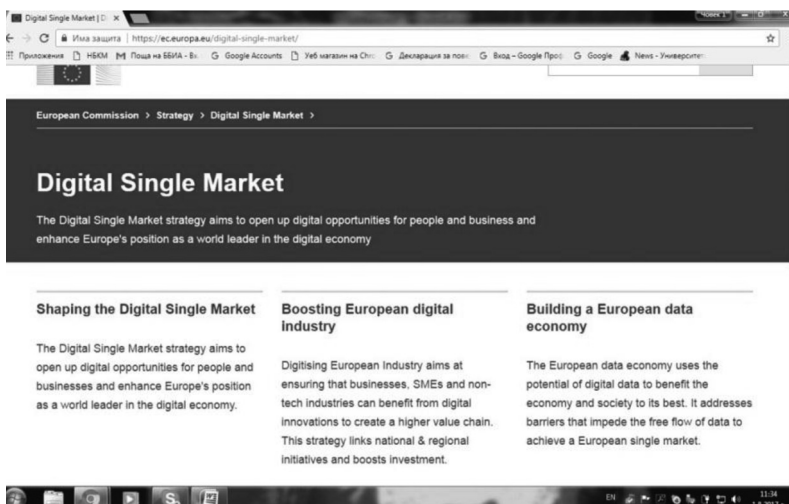 Digital Single Market | D
Човек 1
Има защита | https://ec.europa.eu/digital-single-market/
Приложения НБКМ Поща на ББИА - Вх Google Accounts Уеб магазин на Chro Декларация за пове Вход – Google Проф Google News - Университет
European Commission > Strategy > Digital Single Market >
Digital Single Market
The Digital Single Market strategy aims to open up digital opportunities for people and business and
enhance Europe's position as a world leader in the digital economy
Shaping the Digital Single Market
The Digital Single Market strategy aims to
open up digital opportunities for people and
businesses and enhance Europe's position
as a world leader in the digital economy.
Boosting European digital
industry
Digitising European Industry aims at
ensuring that businesses, SMEs and non-
tech industries can benefit from digital
innovations to create a higher value chain.
This strategy links national & regional
initiatives and boosts investment.
Building a European data
economy
The European data economy uses the
potential of digital data to benefit the
economy and society to its best. It addresses
barriers that impede the free flow of data to
achieve a European single market.
EN
11:34